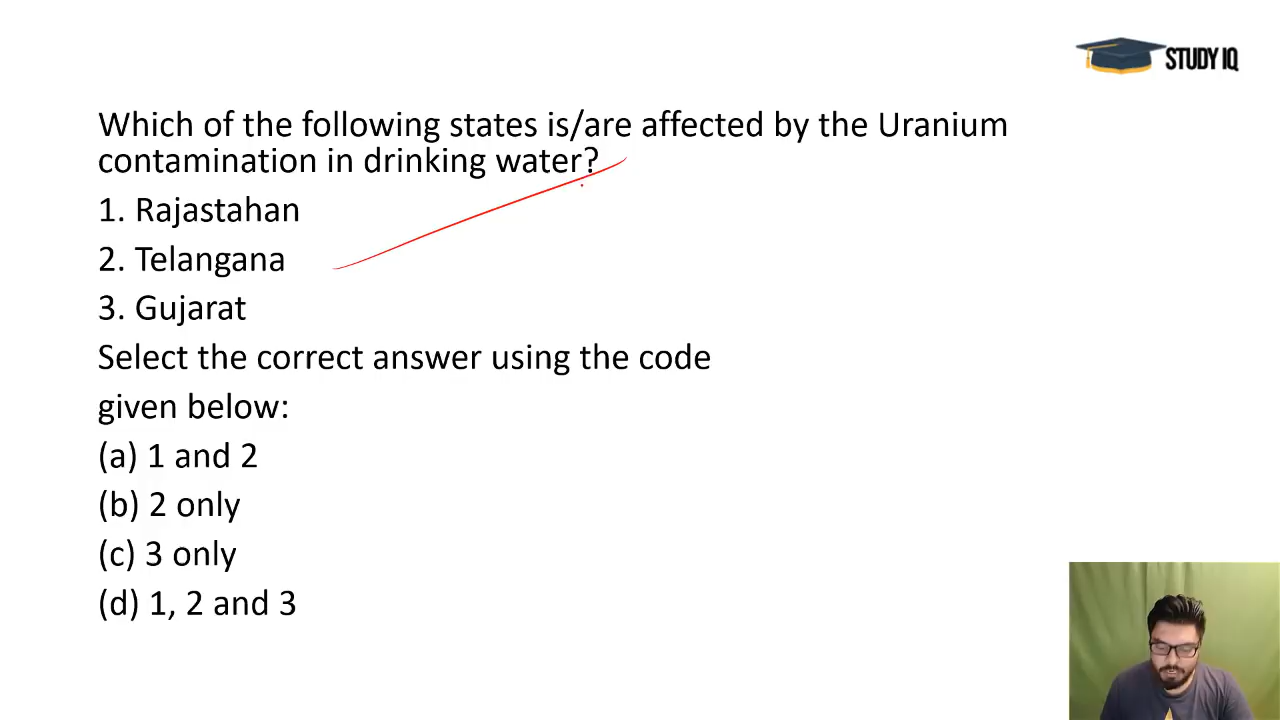 STUDY IQ
Which of the following states is/are affected by the Uranium
contamination in drinking water?
1. Rajastahan
2. Telangana
3. Gujarat
Select the correct answer using the code
given below:
(a) 1 and 2
(b) 2 only
(c) 3 only
(d) 1, 2 and 3